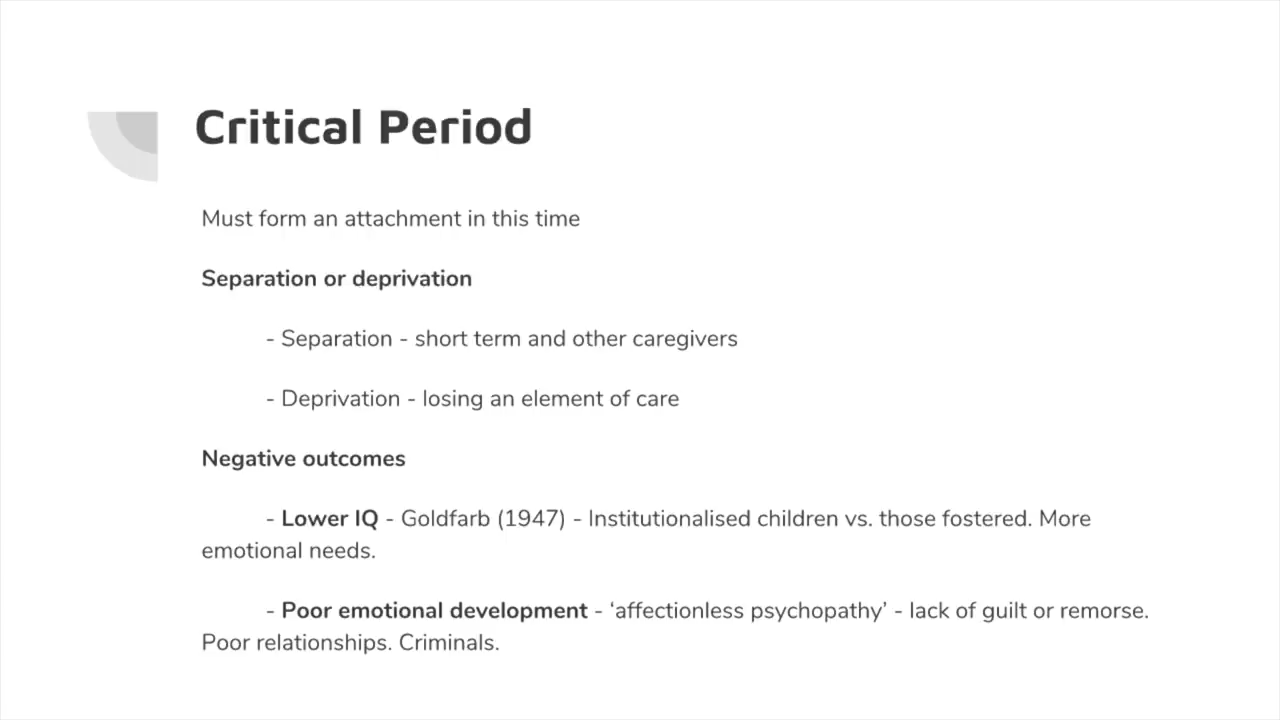 Critical Period
Must form an attachment in this time
Separation or deprivation
- Separation - short term and other caregivers
- Deprivation - losing an element of care
Negative outcomes
- Lower IQ - Goldfarb (1947) - Institutionalised children vs. those fostered. More
emotional needs.
- Poor emotional development - ‘affectionless psychopathy’ - lack of guilt or remorse.
Poor relationships. Criminals.